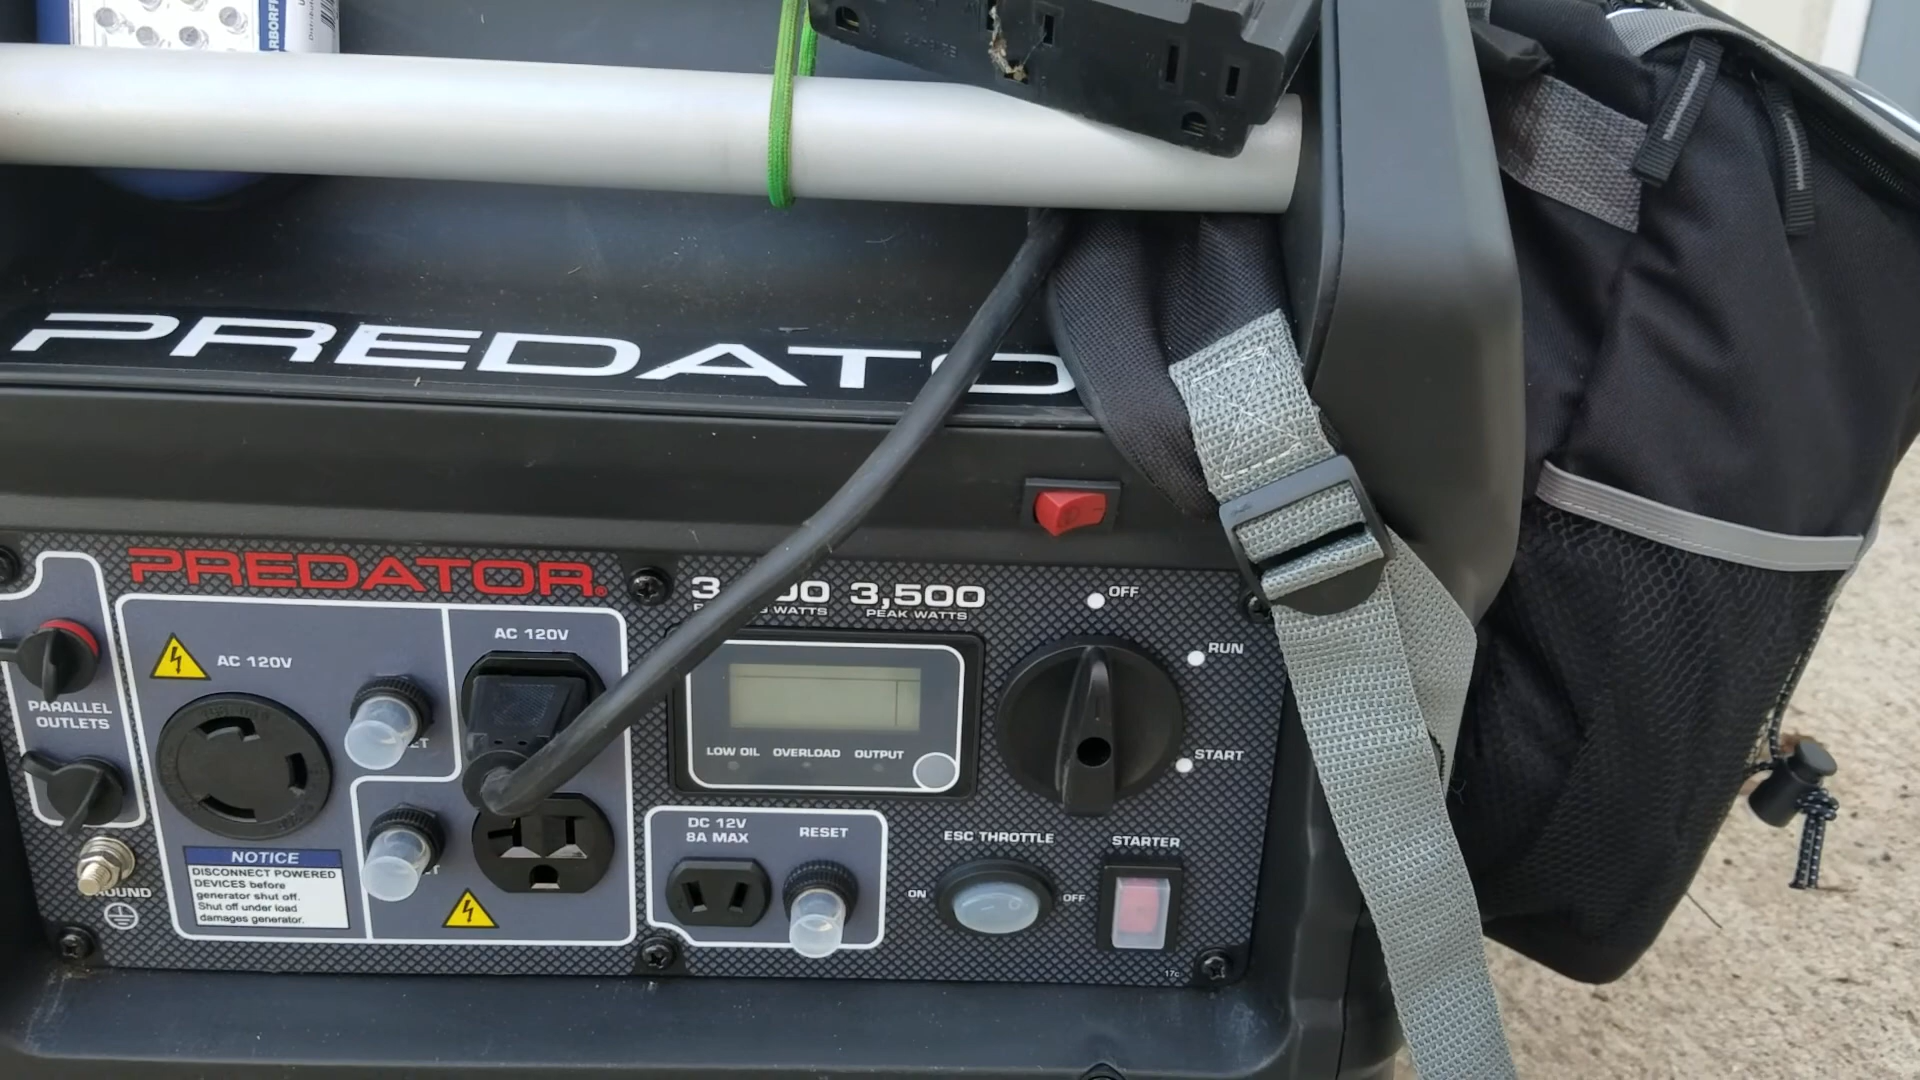 PREDATO
PREDATOR
3,500
WATTS
PEAK WATTS
OFF
RUN
START
AC 120V
AC 120V
PARALLEL
OUTLETS
LOW OIL OVERLOAD OUTPUT
NOTICE
DISCONNECT POWERED
DEVICES before
generator shut off.
Shut off under load
damages generator.
DC 12V
8A MAX
RESET
ESC THROTTLE
ON
OFF
STARTER
17c